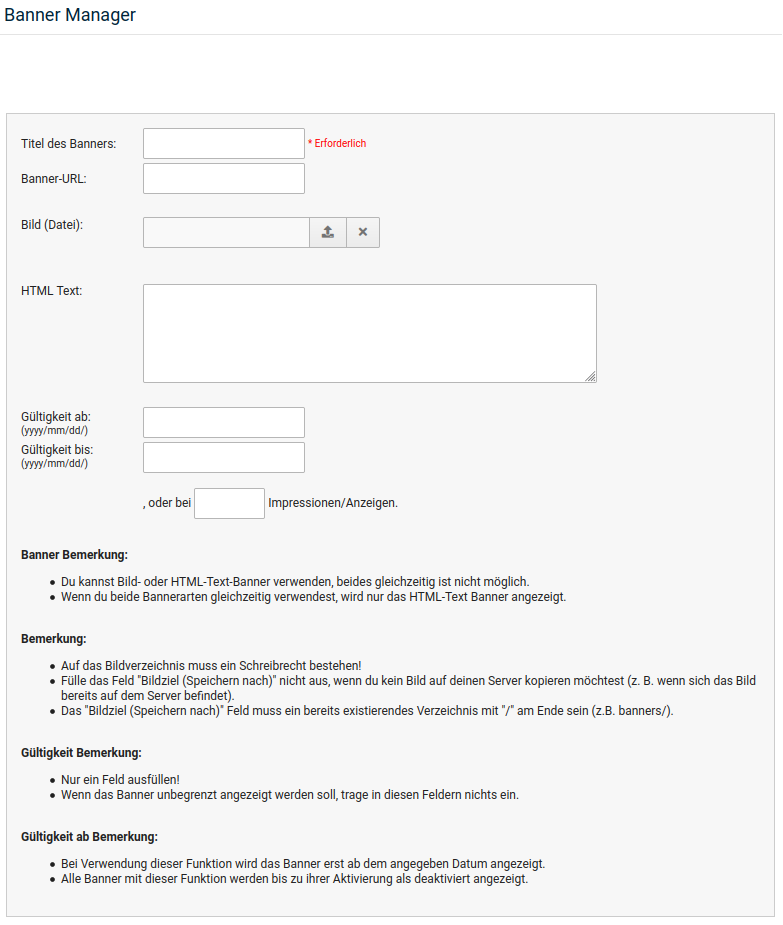 Banner Manager
Titel des Banners: * Erforderlich
Banner-URL:
Bild (Datei):
HTML Text:
Gültigkeit ab:
(yyyy/mm/dd/)
Gültigkeit bis:
(yyyy/mm/dd/)
, oder bei Impressionen/Anzeigen.
Banner Bemerkung:
• Du kannst Bild- oder HTML-Text-Banner verwenden, beides gleichzeitig ist nicht möglich.
• Wenn du beide Bannerarten gleichzeitig verwendest, wird nur das HTML-Text Banner angezeigt.
Bemerkung:
• Auf das Bildverzeichnis muss ein Schreibrecht bestehen!
• Fülle das Feld "Bildziel (Speichern nach)" nicht aus, wenn du kein Bild auf deinen Server kopieren möchtest (z. B. wenn sich das Bild
bereits auf dem Server befindet).
• Das "Bildziel (Speichern nach)" Feld muss ein bereits existierendes Verzeichnis mit "/" am Ende sein (z.B. banners/).
Gültigkeit Bemerkung:
• Nur ein Feld ausfüllen!
• Wenn das Banner unbegrenzt angezeigt werden soll, trage in diesen Feldern nichts ein.
Gültigkeit ab Bemerkung:
• Bei Verwendung dieser Funktion wird das Banner erst ab dem angegeben Datum angezeigt.
• Alle Banner mit dieser Funktion werden bis zu ihrer Aktivierung als deaktiviert angezeigt.